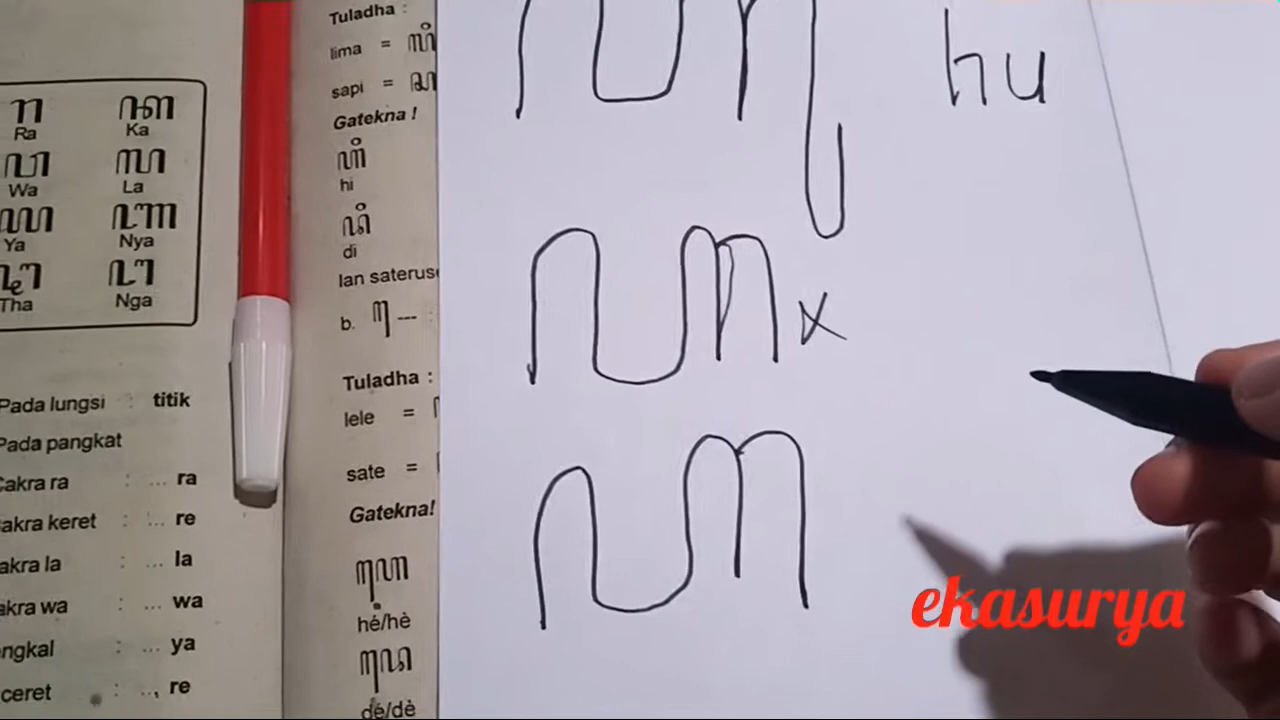 Tuladha :
lima = ꦭꦶ
sapi = ꦱ
Gatekna !
ꦲꦶ
hi
ꦢꦶ
di
lan sateruse
b. ꦺ ---
Tuladha :
lele =
sate =
Gatekna!
ꦲꦺ
hé/hè
ꦢꦺ
dé/dè
ꦫ ꦏ
Ra Ka
ꦮ ꦭ
Wa La
ꦪ ꦚ
Ya Nya
ꦛ ꦔ
Tha Nga
Pada lungsi : titik
Pada pangkat
Cakra ra : ... ra
akra keret : ... re
akra la : ... la
akra wa : ... wa
engkal : ... ya
ceret : ... re
ꦲꦸ hu
ꦲ x
ꦲ
ekasurya